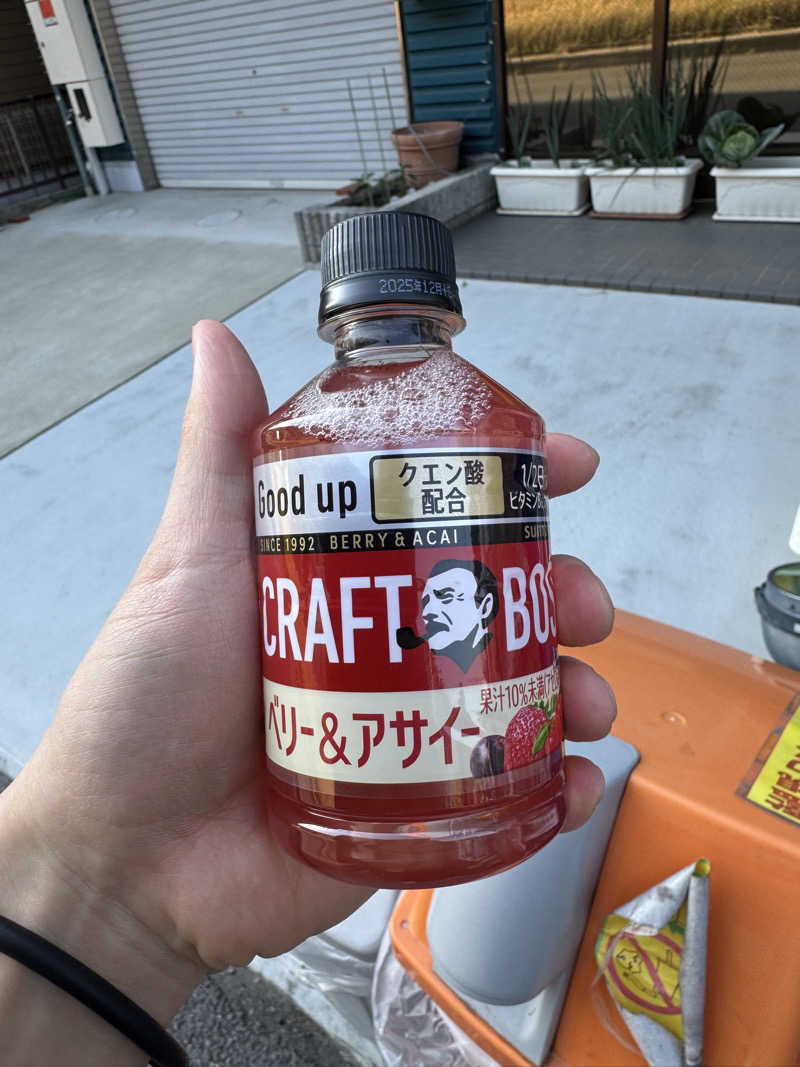 2025年12月
Good up
クエン酸
配合
1/2日
ビタミン
SINCE 1992 BERRY & ACAI
CRAFT BOS
ベリー&アサイー
果汁10%未満(アセ